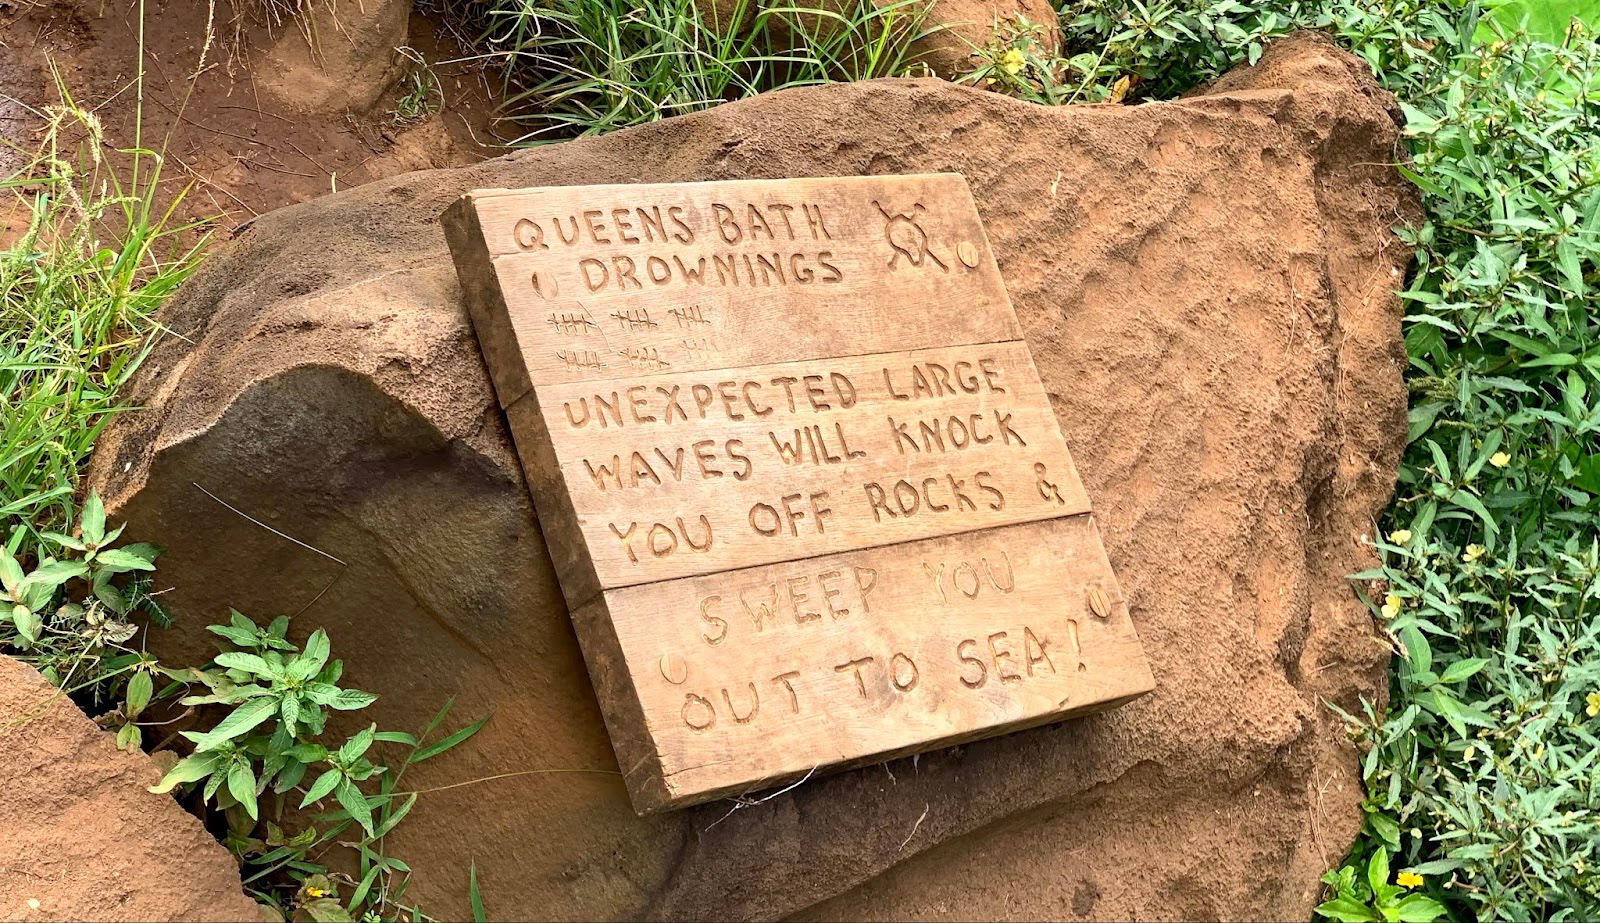 QUEENS BATH
DROWNINGS
UNEXPECTED LARGE
WAVES WILL KNOCK
YOU OFF ROCKS &
SWEEP YOU
OUT TO SEA!